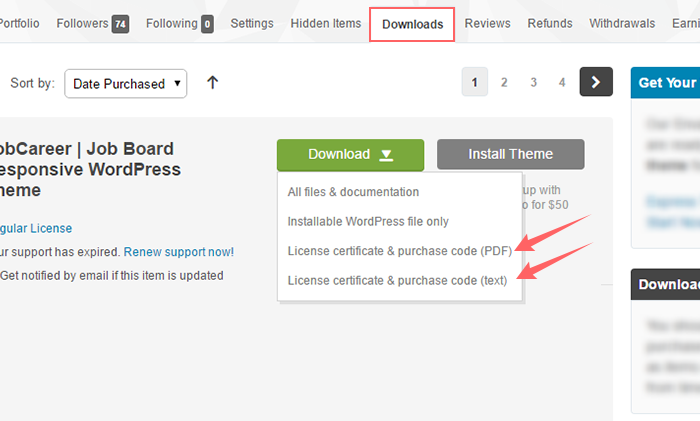 Portfolio Followers 74 Following 0 Settings Hidden Items Downloads Reviews Refunds Withdrawals Earni
Sort by: Date Purchased 1 2 3 4
Get Your
obCareer | Job Board
esponsive WordPress
heme
gular License
ur support has expired. Renew support now!
Get notified by email if this item is updated
Download
Install Theme
All files & documentation
Installable WordPress file only
License certificate & purchase code (PDF)
License certificate & purchase code (text)
up with
o for $50
Download